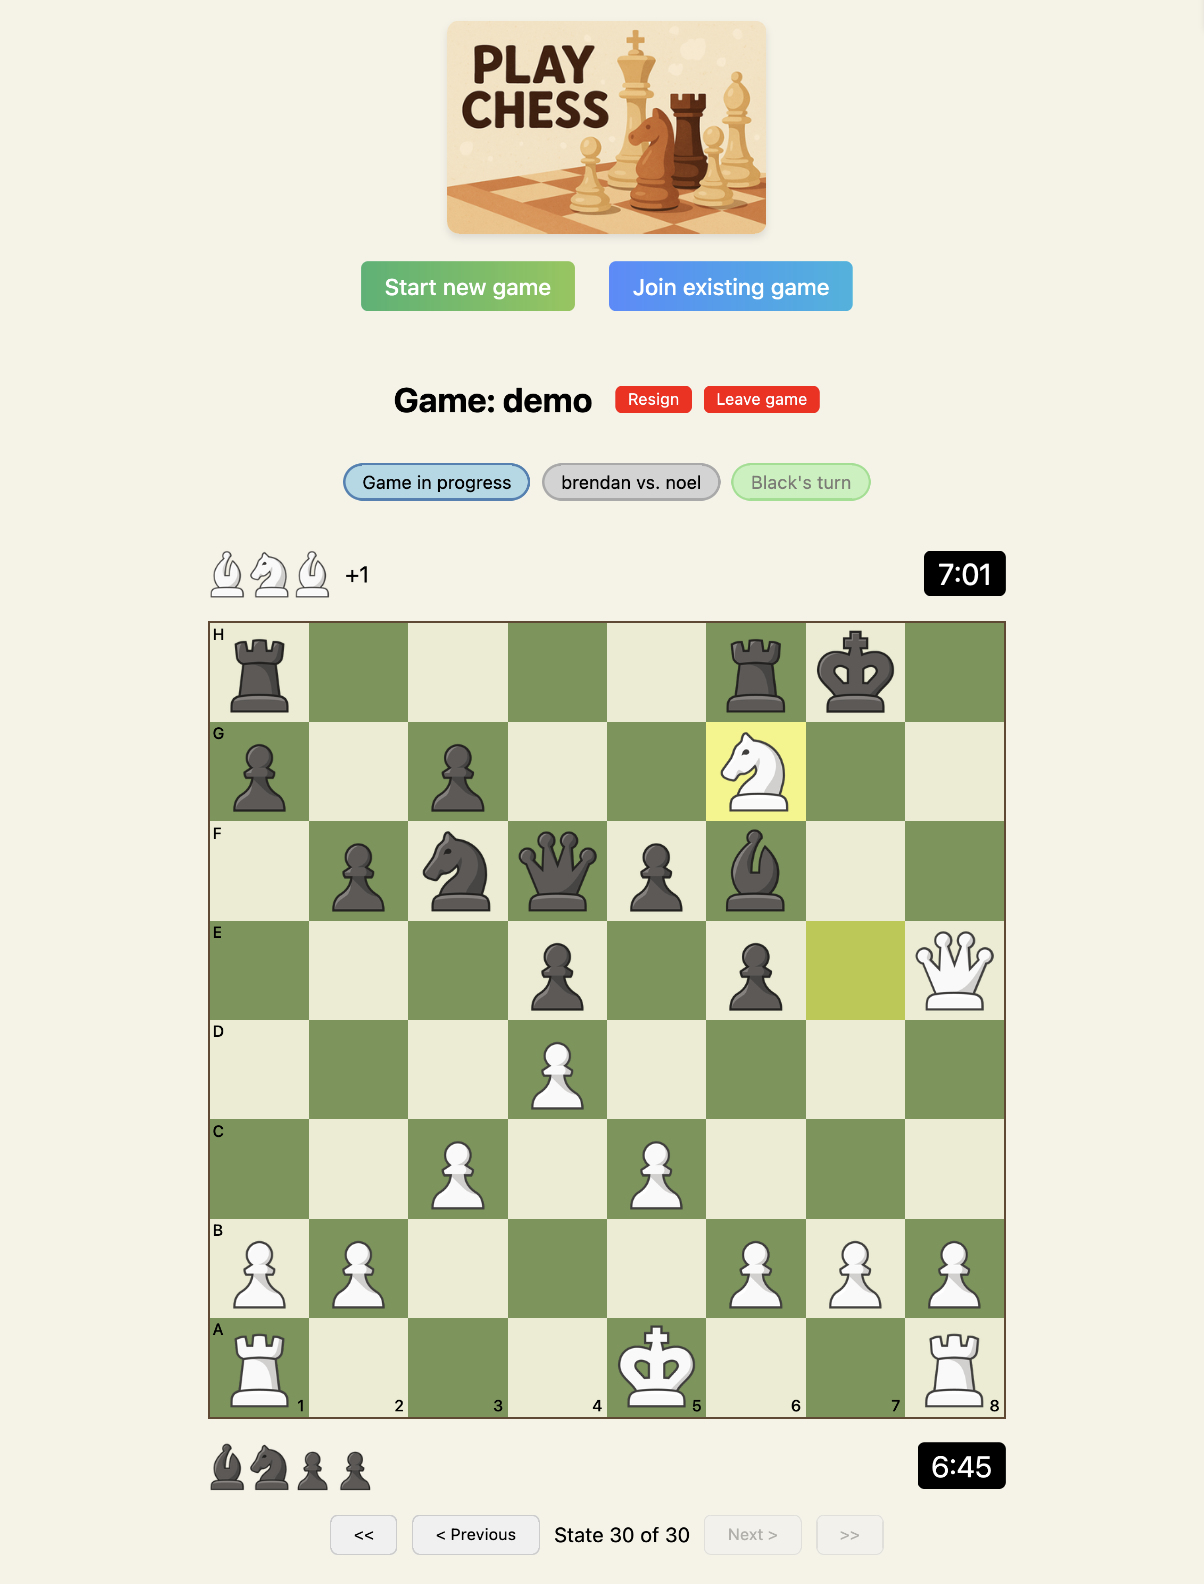 PLAY
CHESS
Start new game
Join existing game
Game: demo
Resign
Leave game
Game in progress
brendan vs. noel
Black's turn
+1
7:01
H
G
F
E
D
C
B
A
1
2
3
4
5
6
7
8
6:45
<<
< Previous
State 30 of 30
Next >
>>